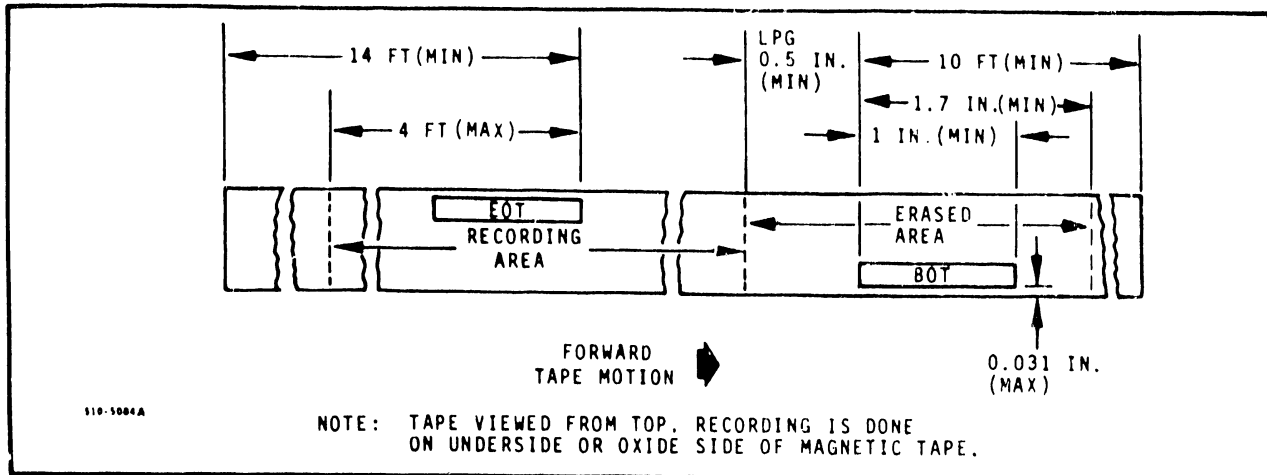 14 FT (MIN)
LPG
0.5 IN.
(MIN)
10 FT (MIN)
1.7 IN. (MIN)
4 FT (MAX)
1 IN. (MIN)
EOT
RECORDING
AREA
ERASED
AREA
BOT
FORWARD
TAPE MOTION
0.031 IN.
(MAX)
510-5084A
NOTE: TAPE VIEWED FROM TOP. RECORDING IS DONE
ON UNDERSIDE OR OXIDE SIDE OF MAGNETIC TAPE.